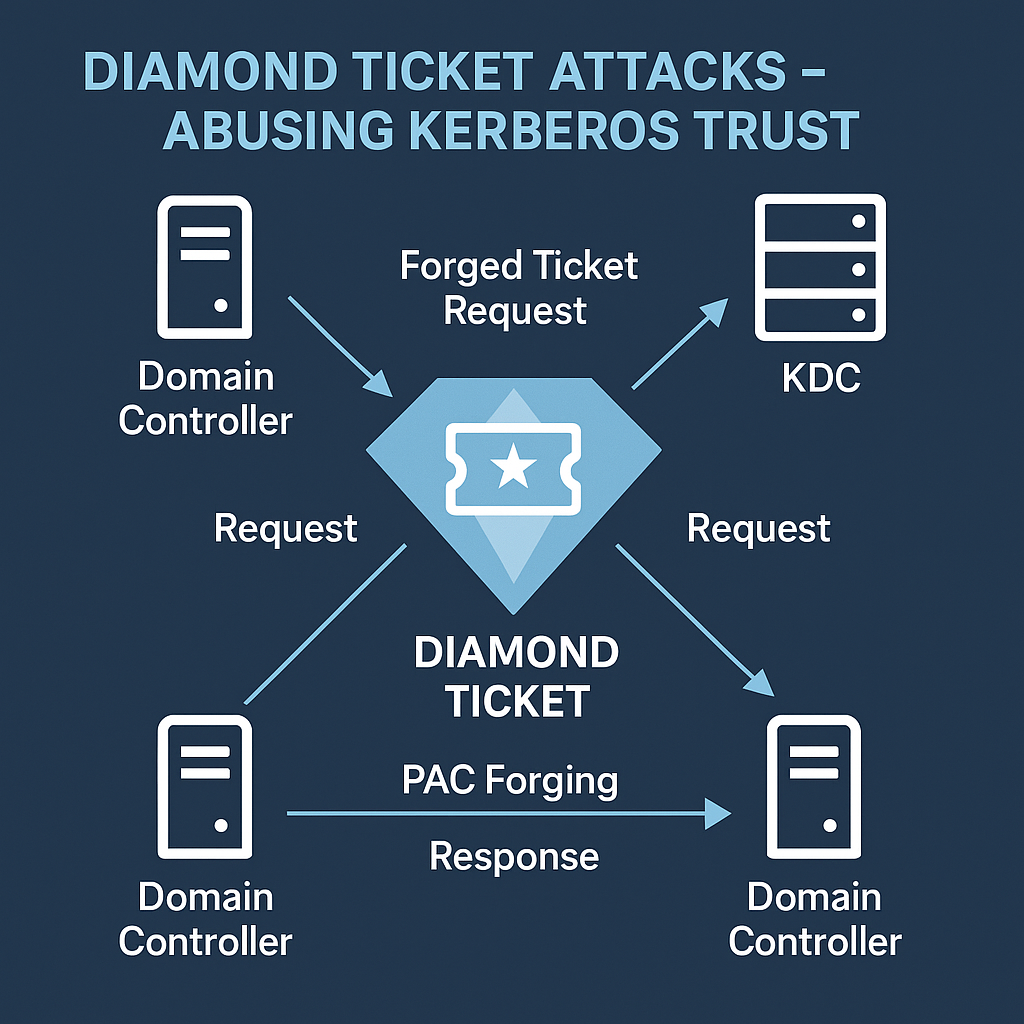 DIAMOND TICKET ATTACKS –
ABUSING KERBEROS TRUST
Forged Ticket
Request
Domain
Controller
KDC
Request
Request
DIAMOND
TICKET
PAC Forging
Response
Domain
Controller
Domain
Controller